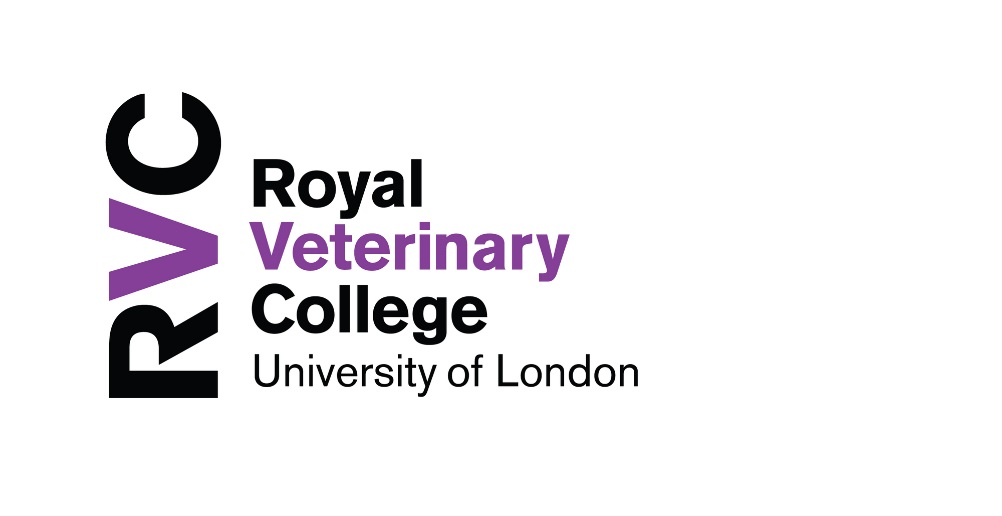 RVC
Royal
Veterinary
College
University of London